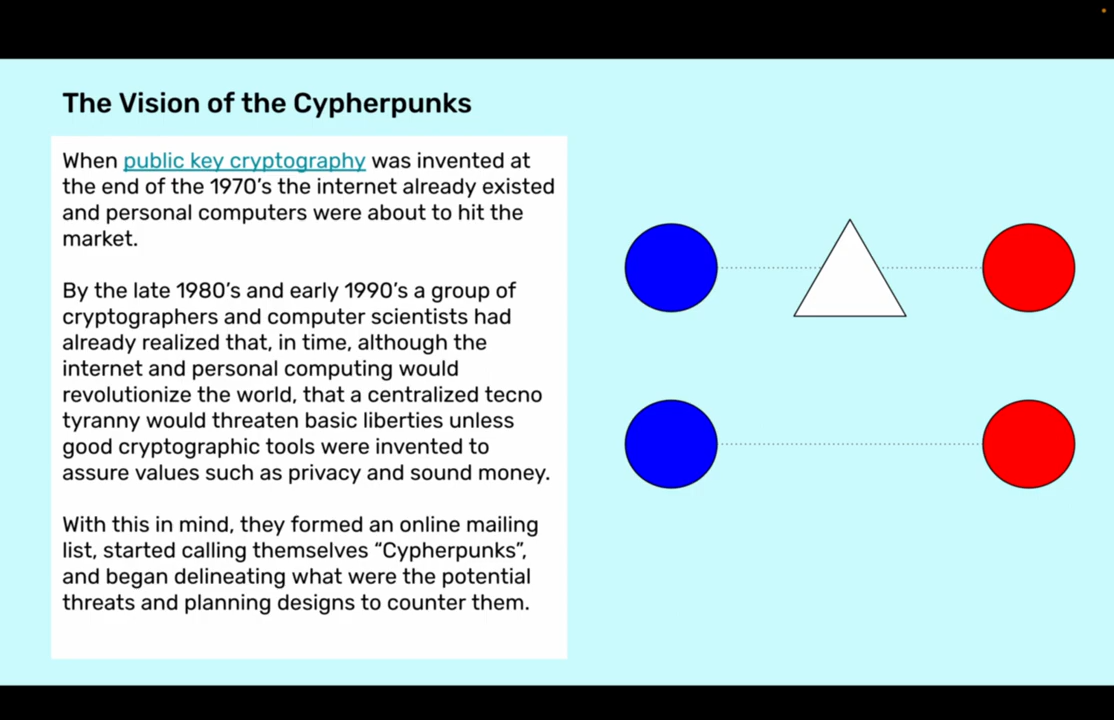 The Vision of the Cypherpunks
When public key cryptography was invented at
the end of the 1970’s the internet already existed
and personal computers were about to hit the
market.
By the late 1980’s and early 1990’s a group of
cryptographers and computer scientists had
already realized that, in time, although the
internet and personal computing would
revolutionize the world, that a centralized tecno
tyranny would threaten basic liberties unless
good cryptographic tools were invented to
assure values such as privacy and sound money.
With this in mind, they formed an online mailing
list, started calling themselves “Cypherpunks”,
and began delineating what were the potential
threats and planning designs to counter them.